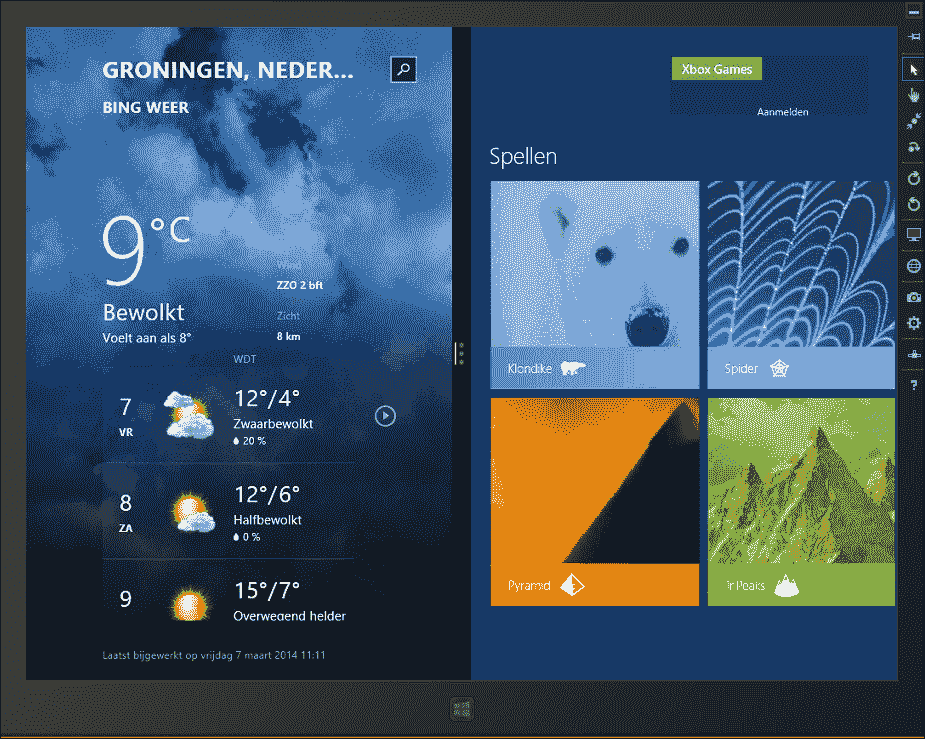 GRONINGEN, NEDER...
BING WEER
9°C
Bewolkt
Voelt aan als 8°
ZZO 2 bft
Zicht
8 km
WDT
7
VR
12°/4°
Zwaarbewolkt
20 %
8
ZA
12°/6°
Halfbewolkt
0 %
9
15°/7°
Overwegend helder
Laatst bijgewerkt op vrijdag 7 maart 2014 11:11
Xbox Games
Aanmelden
Spellen
Klondike
Spider
Pyramid
Tri Peaks
?